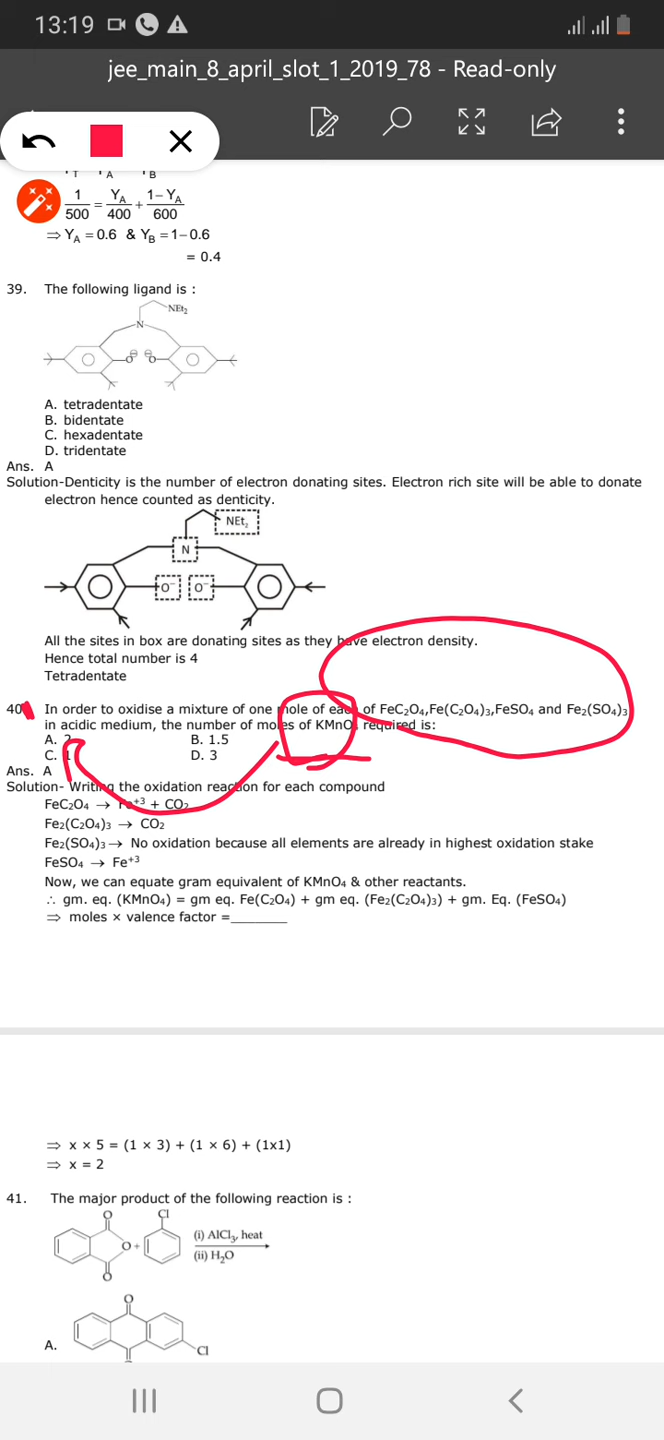 13:19
jee_main_8_april_slot_1_2019_78 - Read-only
T A B
1/500 = Y_A/400 + 1-Y_A/600
⇒ Y_A = 0.6 & Y_B = 1-0.6
= 0.4
39. The following ligand is :
NEt₂
N
O O
A. tetradentate
B. bidentate
C. hexadentate
D. tridentate
Ans. A
Solution-Denticity is the number of electron donating sites. Electron rich site will be able to donate
electron hence counted as denticity.
NEt₂
N
O⁻ O⁻
All the sites in box are donating sites as they have electron density.
Hence total number is 4
Tetradentate
40. In order to oxidise a mixture of one mole of each of FeC₂O₄,Fe(C₂O₄)₃,FeSO₄ and Fe₂(SO₄)₃
in acidic medium, the number of moles of KMnO₄ required is:
A. 2 B. 1.5
C. 1 D. 3
Ans. A
Solution- Writing the oxidation reaction for each compound
FeC₂O₄ → Fe⁺³ + CO₂
Fe₂(C₂O₄)₃ → CO₂
Fe₂(SO₄)₃→ No oxidation because all elements are already in highest oxidation stake
FeSO₄ → Fe⁺³
Now, we can equate gram equivalent of KMnO₄ & other reactants.
∴ gm. eq. (KMnO₄) = gm eq. Fe(C₂O₄) + gm eq. (Fe₂(C₂O₄)₃) + gm. Eq. (FeSO₄)
⇒ moles × valence factor =_______
⇒ x × 5 = (1 × 3) + (1 × 6) + (1x1)
⇒ x = 2
41. The major product of the following reaction is :
O Cl
O +
O
(i) AlCl₃, heat
(ii) H₂O
O
A.
Cl